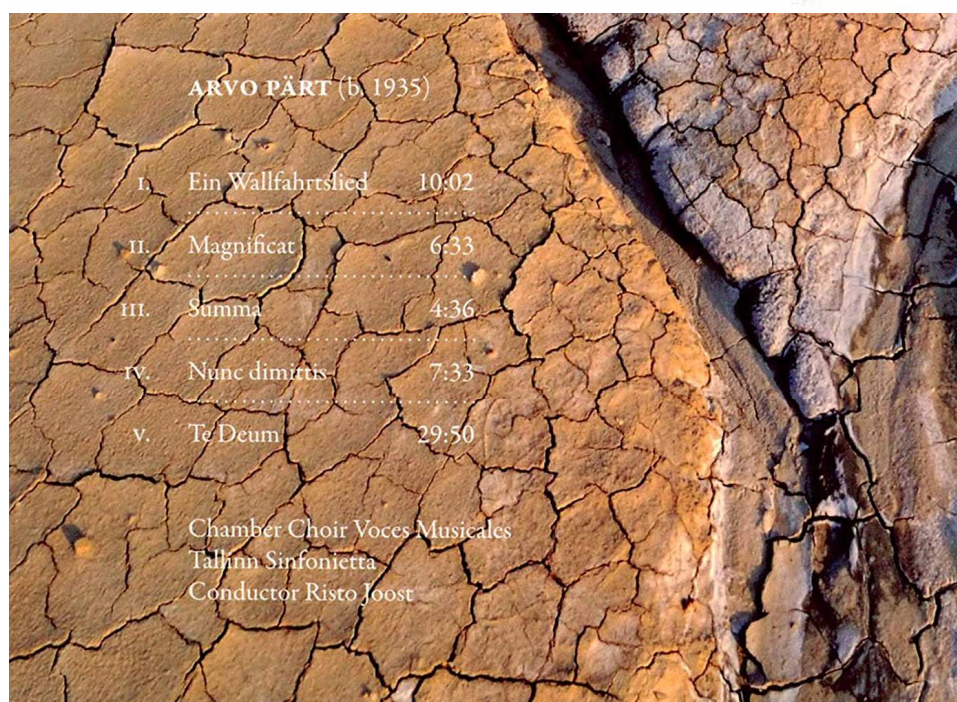 ARVO PÄRT (b. 1935)
I. Ein Wallfahrtslied 10:02
II. Magnificat 6:33
III. Summa 4:36
IV. Nunc dimittis 7:33
V. Te Deum 29:50
Chamber Choir Voces Musicales
Tallinn Sinfonietta
Conductor Risto Joost